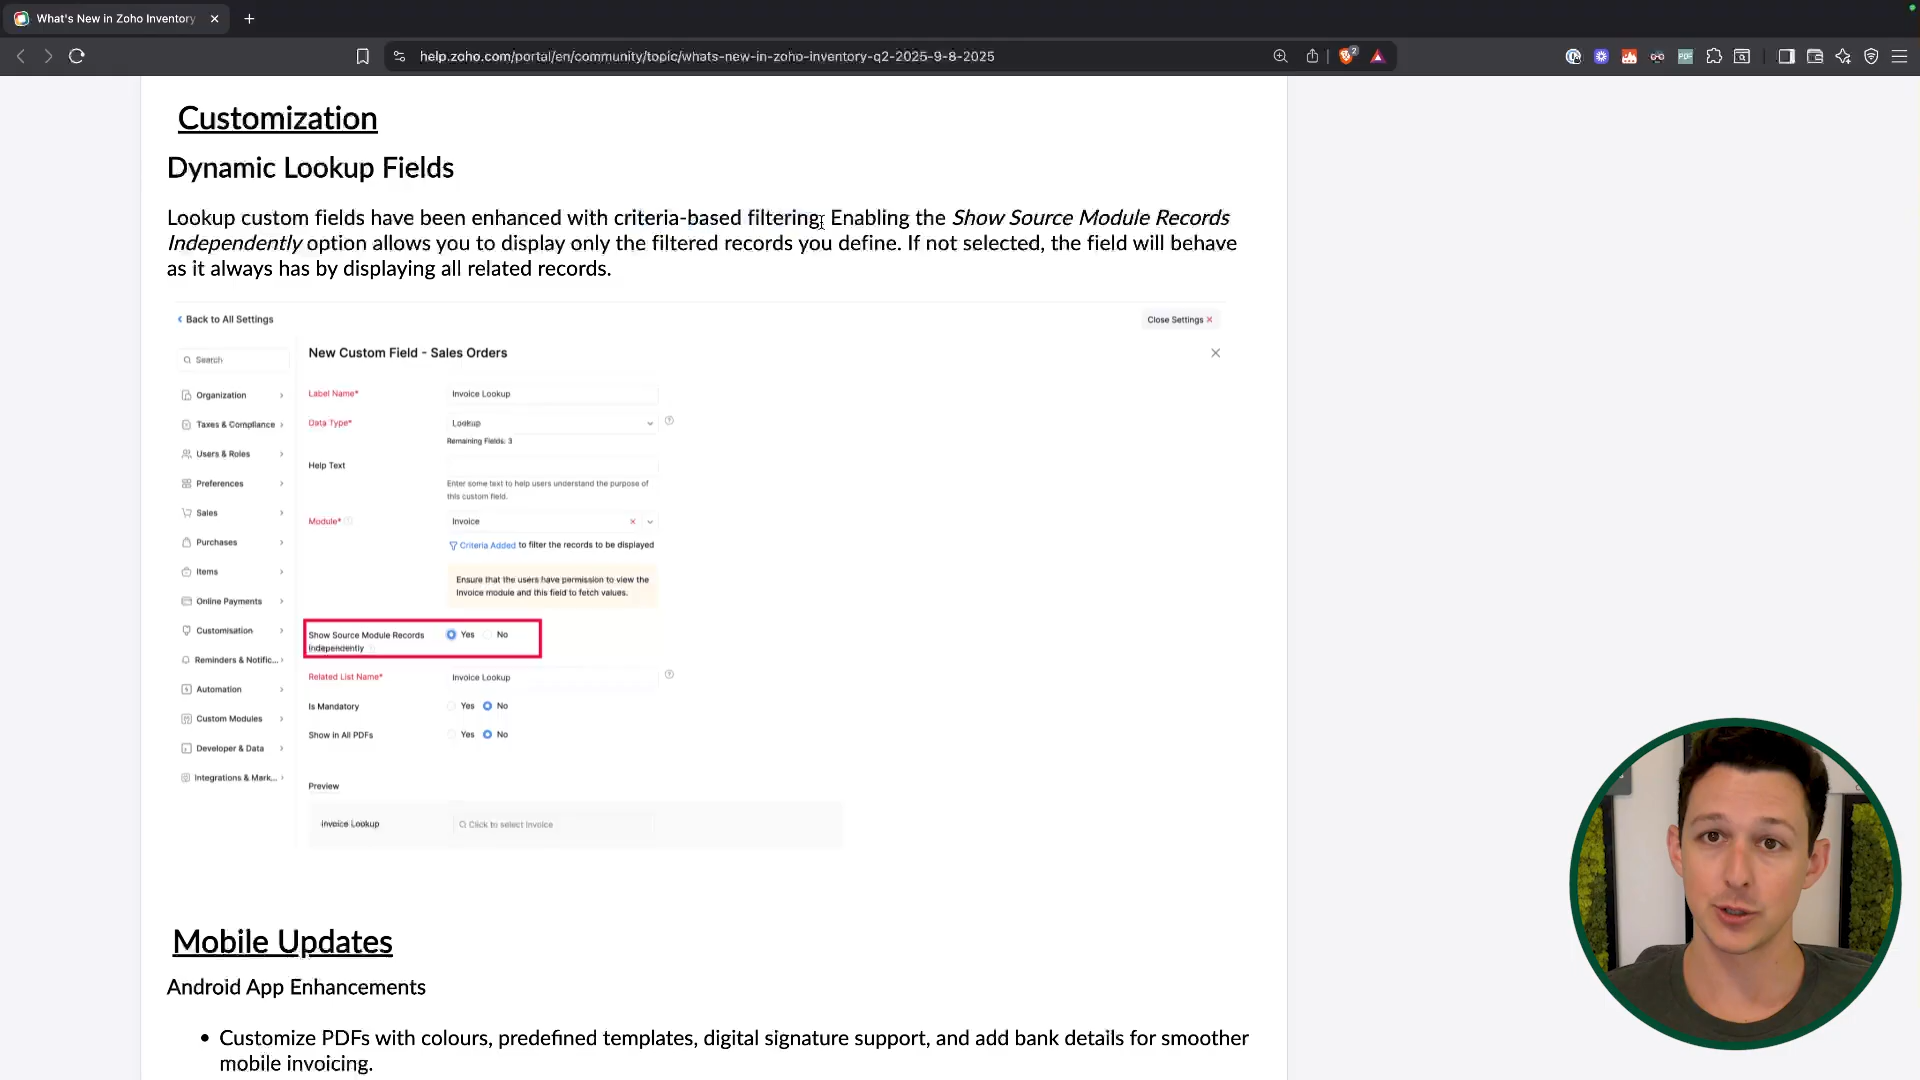 What's New in Zoho Inventory
help.zoho.com/portal/en/community/topic/whats-new-in-zoho-inventory-q2-2025-9-8-2025
2
PDF
Customization
Dynamic Lookup Fields
Lookup custom fields have been enhanced with criteria-based filtering. Enabling the Show Source Module Records
Independently option allows you to display only the filtered records you define. If not selected, the field will behave
as it always has by displaying all related records.
Back to All Settings
Close Settings
Search
New Custom Field - Sales Orders
Organization
Taxes & Compliance
Users & Roles
Preferences
Sales
Purchases
Items
Online Payments
Customisation
Reminders & Notific...
Automation
Custom Modules
Developer & Data
Integrations & Mark...
Label Name* Invoice Lookup
Data Type* Lookup
Remaining Fields: 3
Help Text
Enter some text to help users understand the purpose of
this custom field.
Module* Invoice
Criteria Added to filter the records to be displayed
Ensure that the users have permission to view the
Invoice module and this field to fetch values.
Show Source Module Records Yes No
Independently
Related List Name* Invoice Lookup
Is Mandatory Yes No
Show in All PDFs Yes No
Preview
Invoice Lookup Click to select Invoice
Mobile Updates
Android App Enhancements
• Customize PDFs with colours, predefined templates, digital signature support, and add bank details for smoother
mobile invoicing.